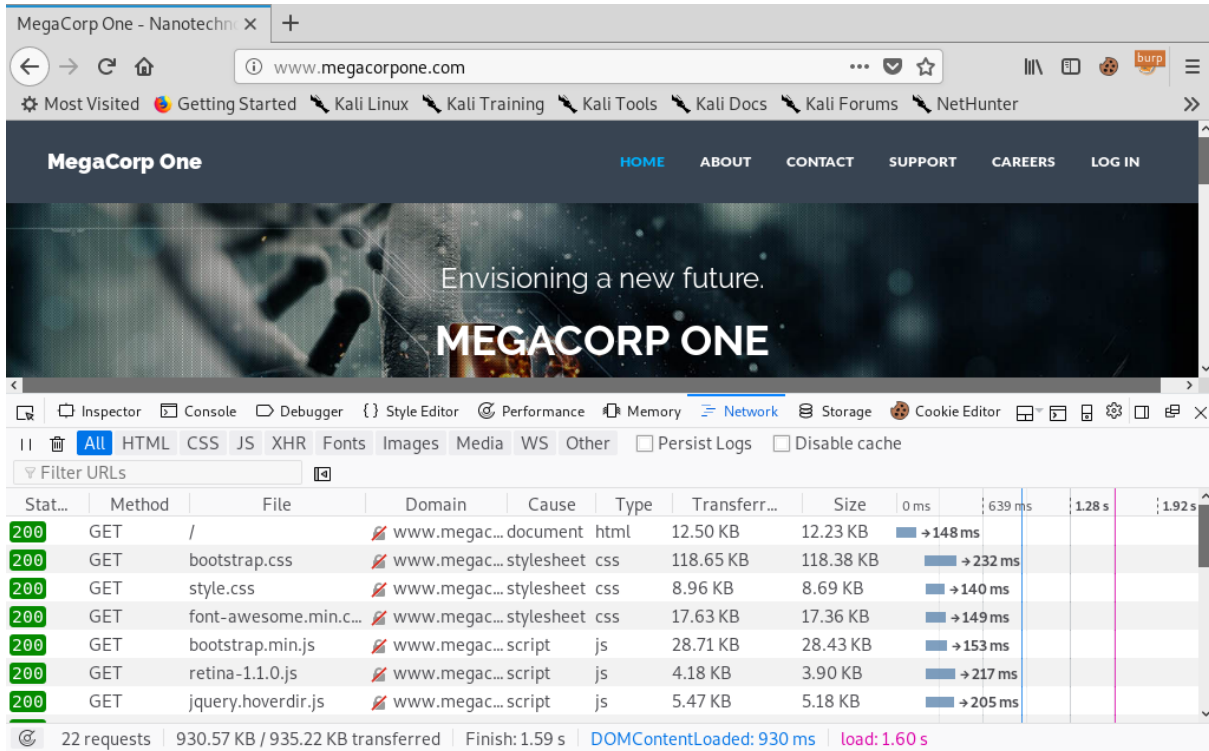 MegaCorp One - Nanotechn
www.megacorpone.com
burp
Most Visited Getting Started Kali Linux Kali Training Kali Tools Kali Docs Kali Forums NetHunter
MegaCorp One HOME ABOUT CONTACT SUPPORT CAREERS LOG IN
Envisioning a new future.
MEGACORP ONE
Inspector Console Debugger {} Style Editor Performance Memory Network Storage Cookie Editor
All HTML CSS JS XHR Fonts Images Media WS Other Persist Logs Disable cache
Filter URLs
Stat... Method File Domain Cause Type Transferr... Size 0 ms 639 ms 1.28 s 1.92 s
200 GET / www.megac... document html 12.50 KB 12.23 KB → 148 ms
200 GET bootstrap.css www.megac... stylesheet css 118.65 KB 118.38 KB → 232 ms
200 GET style.css www.megac... stylesheet css 8.96 KB 8.69 KB → 140 ms
200 GET font-awesome.min.c... www.megac... stylesheet css 17.63 KB 17.36 KB → 149 ms
200 GET bootstrap.min.js www.megac... script js 28.71 KB 28.43 KB → 153 ms
200 GET retina-1.1.0.js www.megac... script js 4.18 KB 3.90 KB → 217 ms
200 GET jquery.hoverdir.js www.megac... script js 5.47 KB 5.18 KB → 205 ms
22 requests 930.57 KB / 935.22 KB transferred Finish: 1.59 s DOMContentLoaded: 930 ms load: 1.60 s